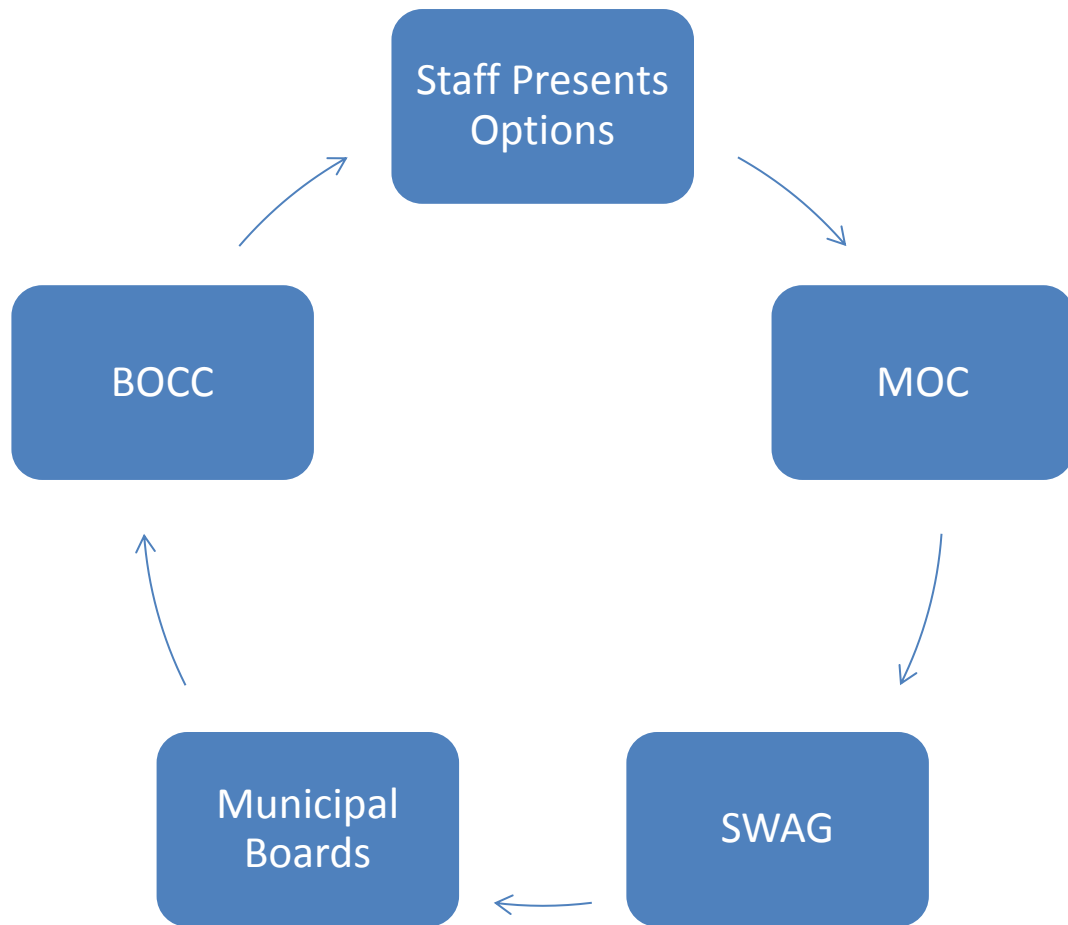 Staff Presents
Options
MOC
SWAG
Municipal
Boards
BOCC